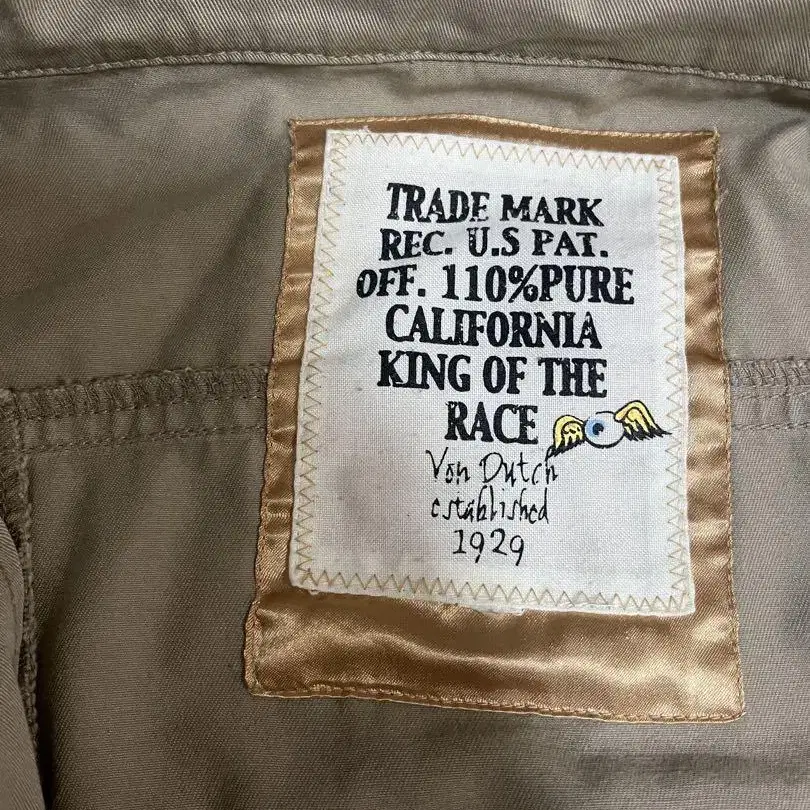 TRADE MARK
REC. U.S PAT.
OFF. 110%PURE
CALIFORNIA
KING OF THE
RACE
Von Dutch
established
1929